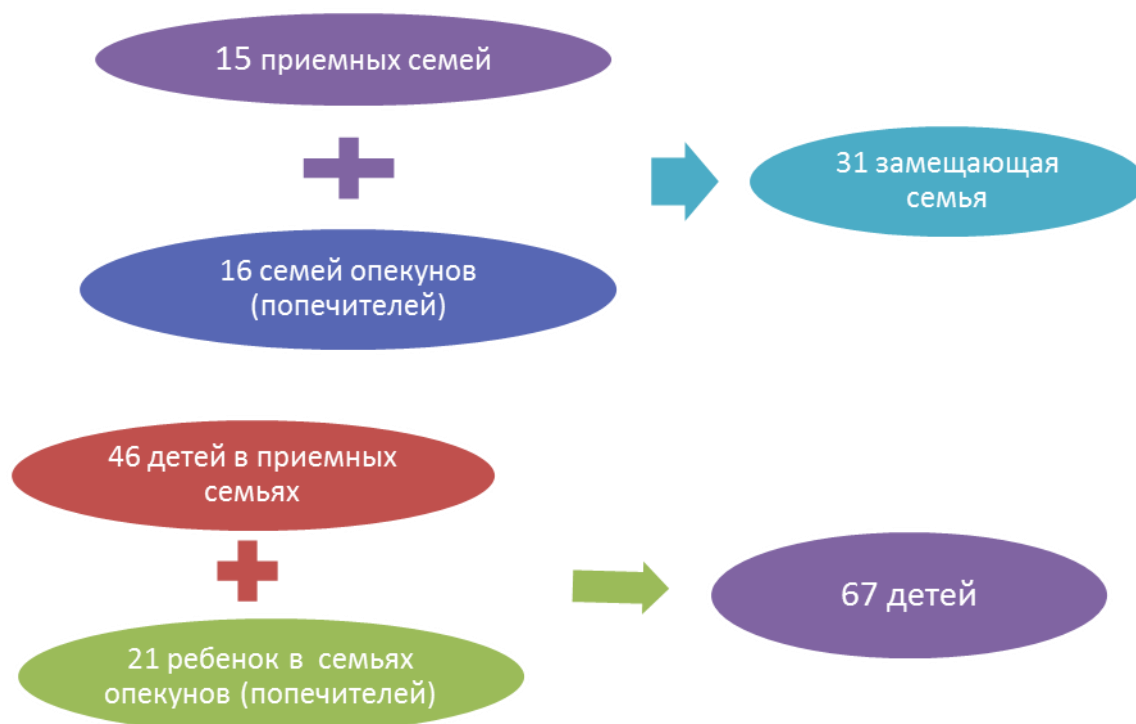 15 приемных семей
31 замещающая
семья
16 семей опекунов
(попечителей)
46 детей в приемных
семьях
67 детей
21 ребенок в семьях
опекунов (попечителей)